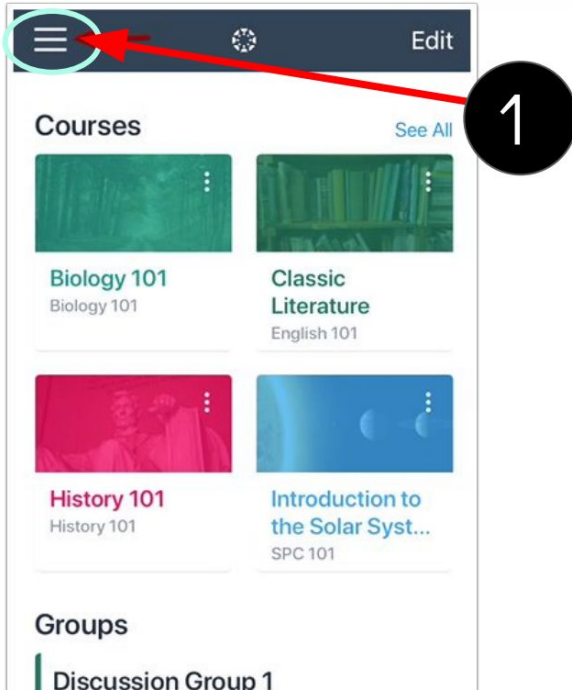 Edit
1
Courses
See All
Biology 101
Biology 101
Classic
Literature
English 101
History 101
History 101
Introduction to
the Solar Syst...
SPC 101
Groups
Discussion Group 1